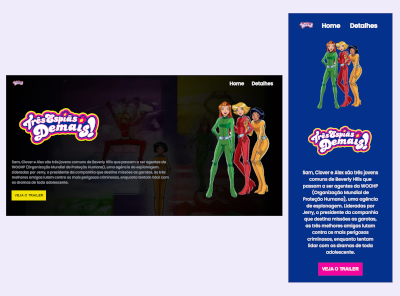 Home Detalhes
Três Espiãs
Demais!
Sam, Clover e Alex são três jovens comuns de Beverly Hills que passam a ser agentes da
WOOHP (Organização Mundial de Proteção Humana), uma agência de espionagem.
Lideradas por Jerry, o presidente da companhia que destina missões as garotas, as três
melhores amigas lutam contra os mais perigosos criminosos, enquanto tentam lidar com
os dramas de toda adolescente.
VEJA O TRAILER
Home Detalhes
Três Espiãs
Demais!
Sam, Clover e Alex são três jovens
comuns de Beverly Hills que
passam a ser agentes da WOOHP
(Organização Mundial de
Proteção Humana), uma agência
de espionagem. Lideradas por
Jerry, o presidente da companhia
que destina missões as garotas,
as três melhores amigas lutam
contra os mais perigosos
criminosos, enquanto tentam
lidar com os dramas de toda
adolescente.
VEJA O TRAILER